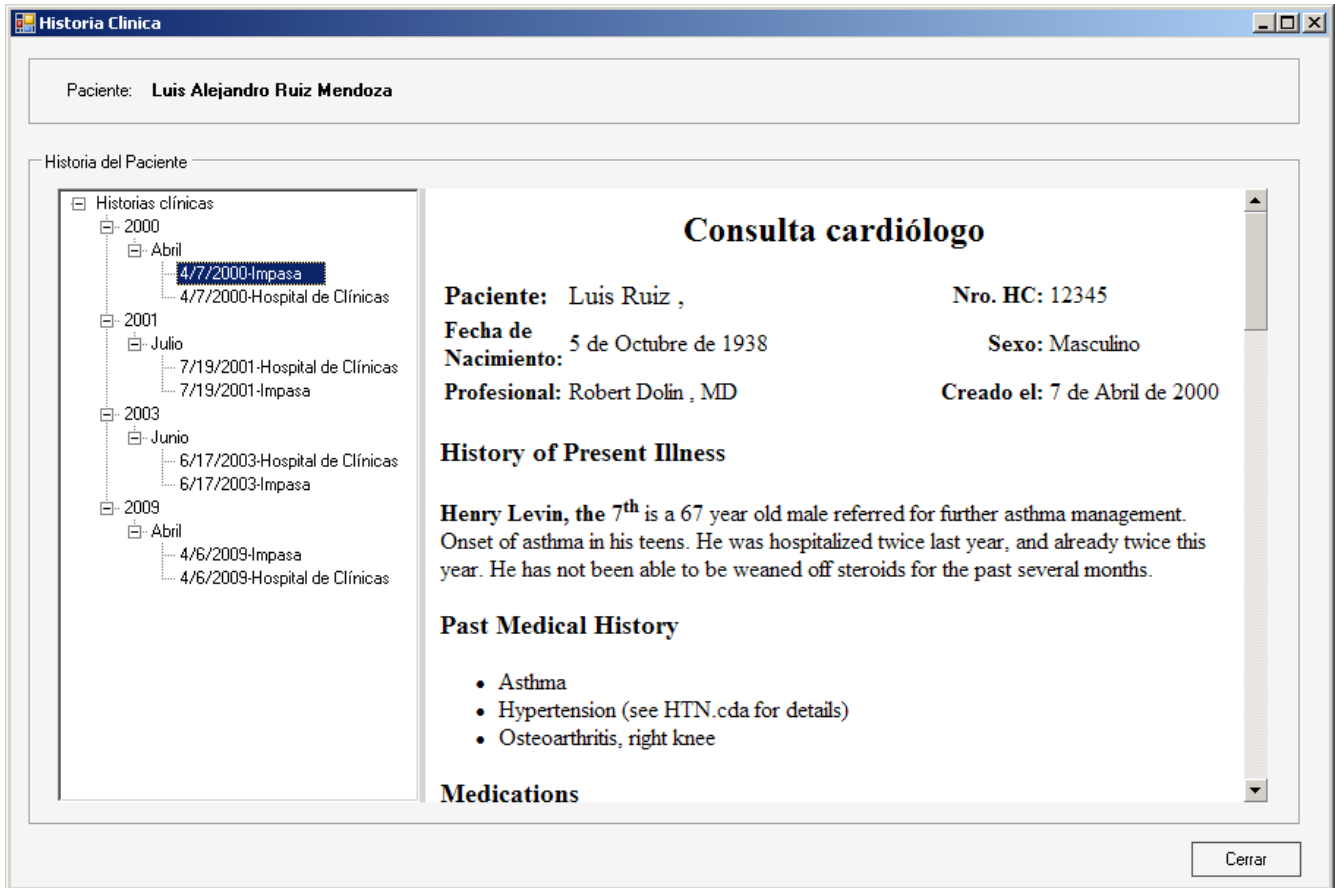 Historia Clinica
Paciente: Luis Alejandro Ruiz Mendoza
Historia del Paciente
Historias clínicas
2000
Abril
4/7/2000-Impasa
4/7/2000-Hospital de Clínicas
2001
Julio
7/19/2001-Hospital de Clínicas
7/19/2001-Impasa
2003
Junio
6/17/2003-Hospital de Clínicas
6/17/2003-Impasa
2009
Abril
4/6/2009-Impasa
4/6/2009-Hospital de Clínicas
Consulta cardiólogo
Paciente: Luis Ruiz , Nro. HC: 12345
Fecha de
Nacimiento: 5 de Octubre de 1938 Sexo: Masculino
Profesional: Robert Dolin , MD Creado el: 7 de Abril de 2000
History of Present Illness
Henry Levin, the 7th is a 67 year old male referred for further asthma management.
Onset of asthma in his teens. He was hospitalized twice last year, and already twice this
year. He has not been able to be weaned off steroids for the past several months.
Past Medical History
• Asthma
• Hypertension (see HTN.cda for details)
• Osteoarthritis, right knee
Medications
Cerrar